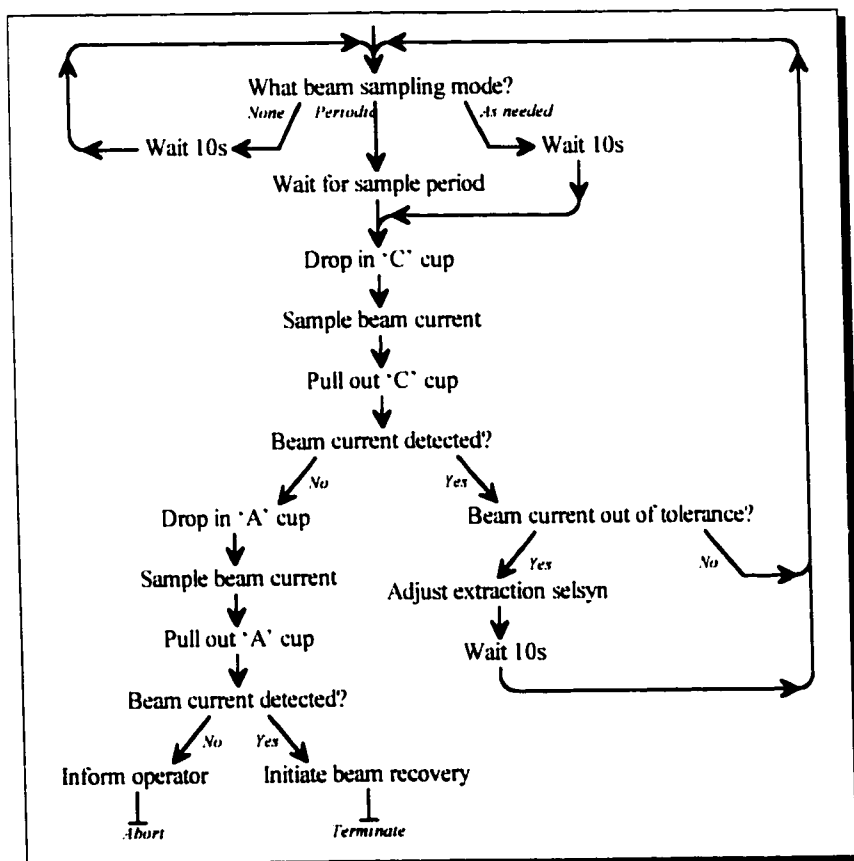 What beam sampling mode?
None Periodic As needed
Wait 10s
Wait 10s
Wait for sample period
Drop in ‘C’ cup
Sample beam current
Pull out ‘C’ cup
Beam current detected?
No Yes
Drop in ‘A’ cup
Beam current out of tolerance?
Sample beam current
Yes No
Adjust extraction selsyn
Pull out ‘A’ cup
Wait 10s
Beam current detected?
No Yes
Inform operator
Initiate beam recovery
Abort
Terminate